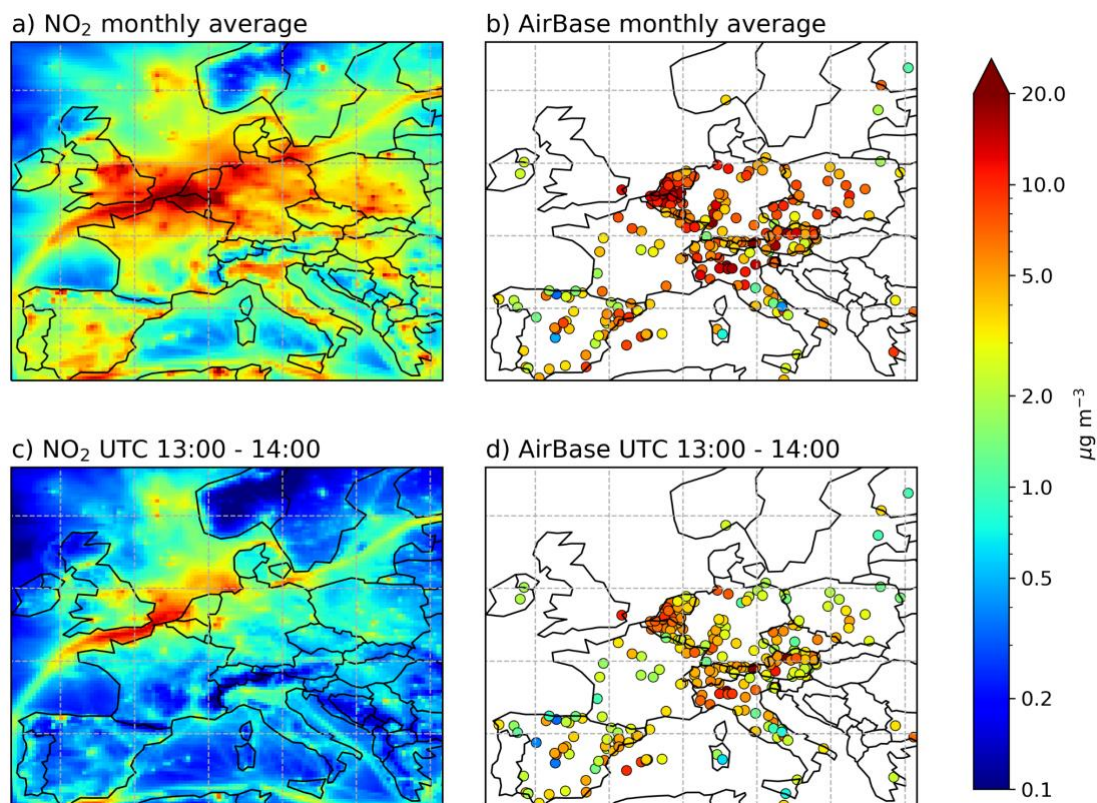 a) NO₂ monthly average
b) AirBase monthly average
20.0
10.0
5.0
2.0
1.0
0.5
0.2
0.1
μg m⁻³
c) NO₂ UTC 13:00 - 14:00
d) AirBase UTC 13:00 - 14:00